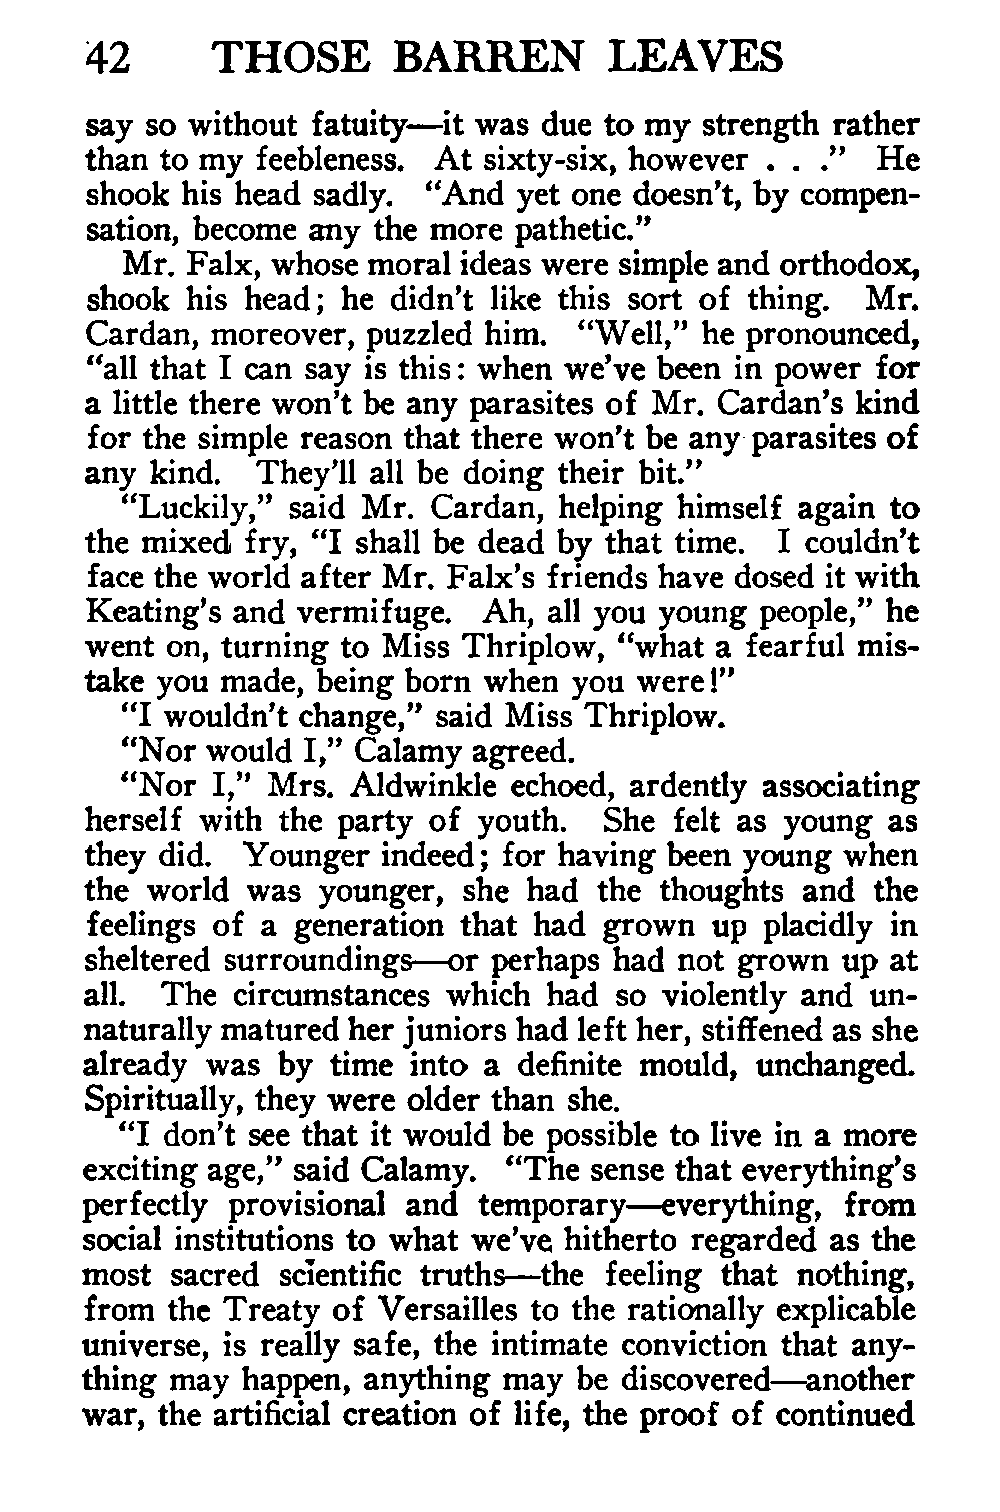 42 THOSE BARREN LEAVES
say so without fatuity—it was due to my strength rather
than to my feebleness. At sixty-six, however . . ." He
shook his head sadly. "And yet one doesn't, by compen-
sation, become any the more pathetic."
Mr. Falx, whose moral ideas were simple and orthodox,
shook his head; he didn't like this sort of thing. Mr.
Cardan, moreover, puzzled him. "Well," he pronounced,
"all that I can say is this: when we've been in power for
a little there won't be any parasites of Mr. Cardan's kind
for the simple reason that there won't be any parasites of
any kind. They'll all be doing their bit."
"Luckily," said Mr. Cardan, helping himself again to
the mixed fry, "I shall be dead by that time. I couldn't
face the world after Mr. Falx's friends have dosed it with
Keating's and vermifuge. Ah, all you young people," he
went on, turning to Miss Thriplow, "what a fearful mis-
take you made, being born when you were!"
"I wouldn't change," said Miss Thriplow.
"Nor would I," Calamy agreed.
"Nor I," Mrs. Aldwinkle echoed, ardently associating
herself with the party of youth. She felt as young as
they did. Younger indeed; for having been young when
the world was younger, she had the thoughts and the
feelings of a generation that had grown up placidly in
sheltered surroundings—or perhaps had not grown up at
all. The circumstances which had so violently and un-
naturally matured her juniors had left her, stiffened as she
already was by time into a definite mould, unchanged.
Spiritually, they were older than she.
"I don't see that it would be possible to live in a more
exciting age," said Calamy. "The sense that everything's
perfectly provisional and temporary—everything, from
social institutions to what we've hitherto regarded as the
most sacred scientific truths—the feeling that nothing,
from the Treaty of Versailles to the rationally explicable
universe, is really safe, the intimate conviction that any-
thing may happen, anything may be discovered—another
war, the artificial creation of life, the proof of continued